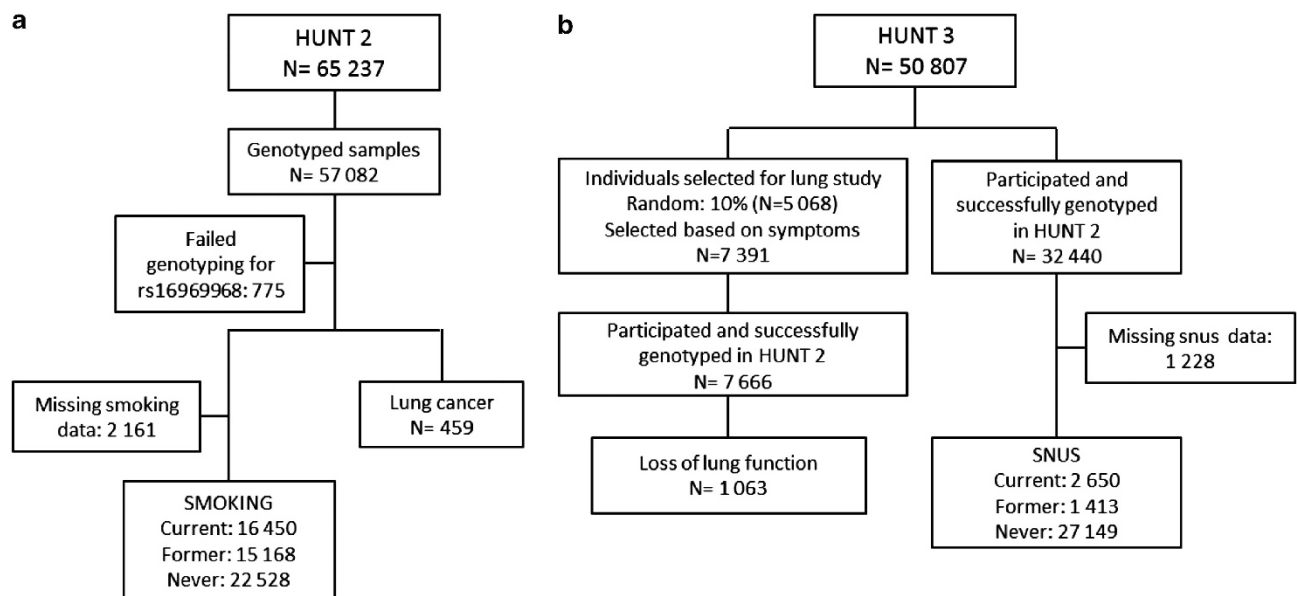 a
HUNT 2
N= 65 237
Genotyped samples
N= 57 082
Failed
genotyping for
rs16969968: 775
Missing smoking
data: 2 161
Lung cancer
N= 459
SMOKING
Current: 16 450
Former: 15 168
Never: 22 528
b
HUNT 3
N= 50 807
Individuals selected for lung study
Random: 10% (N=5 068)
Selected based on symptoms
N=7 391
Participated and successfully
genotyped in HUNT 2
N= 7 666
Loss of lung function
N= 1 063
Participated and
successfully genotyped
in HUNT 2
N= 32 440
Missing snus data:
1 228
SNUS
Current: 2 650
Former: 1 413
Never: 27 149